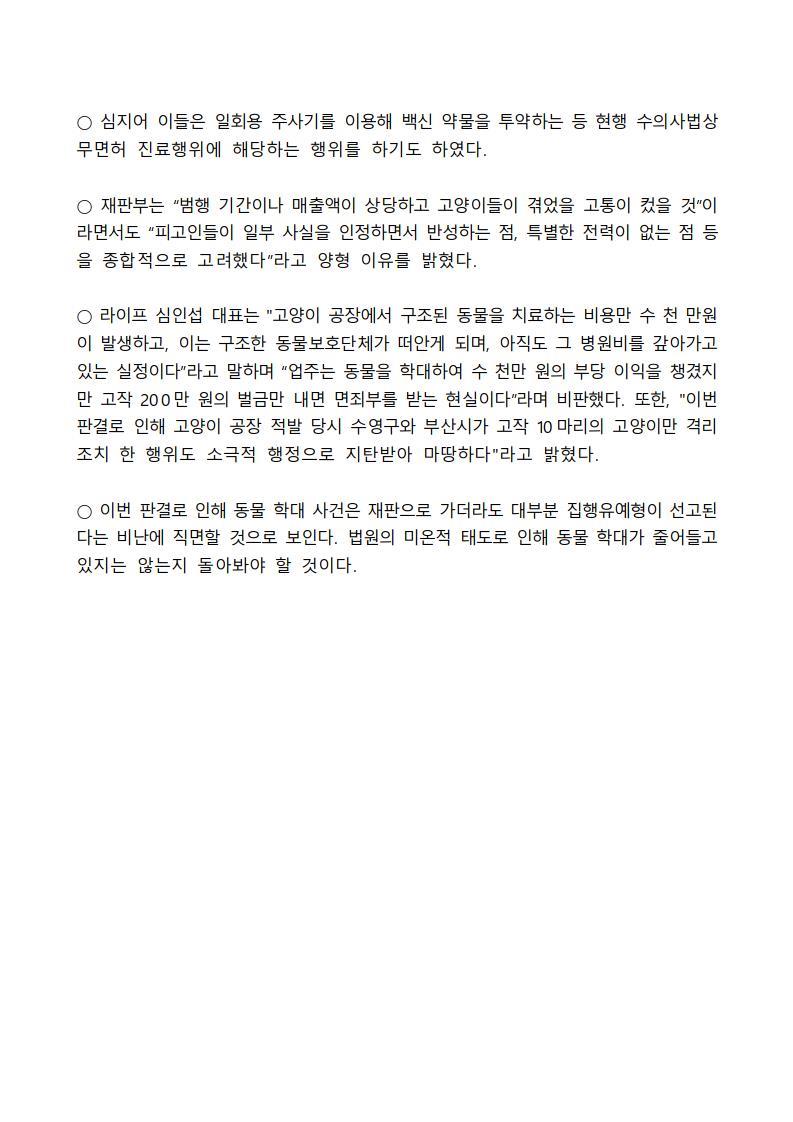 ○ 심지어 이들은 일회용 주사기를 이용해 백신 약물을 투약하는 등 현행 수의사법상
무면허 진료행위에 해당하는 행위를 하기도 하였다.
○ 재판부는 “범행 기간이나 매출액이 상당하고 고양이들이 겪었을 고통이 컸을 것”이
라면서도 “피고인들이 일부 사실을 인정하면서 반성하는 점, 특별한 전력이 없는 점 등
을 종합적으로 고려했다”라고 양형 이유를 밝혔다.
○ 라이프 심인섭 대표는 "고양이 공장에서 구조된 동물을 치료하는 비용만 수 천 만원
이 발생하고, 이는 구조한 동물보호단체가 떠안게 되며, 아직도 그 병원비를 갚아가고
있는 실정이다”라고 말하며 “업주는 동물을 학대하여 수 천만 원의 부당 이익을 챙겼지
만 고작 200만 원의 벌금만 내면 면죄부를 받는 현실이다”라며 비판했다. 또한, "이번
판결로 인해 고양이 공장 적발 당시 수영구와 부산시가 고작 10마리의 고양이만 격리
조치 한 행위도 소극적 행정으로 지탄받아 마땅하다"라고 밝혔다.
○ 이번 판결로 인해 동물 학대 사건은 재판으로 가더라도 대부분 집행유예형이 선고된
다는 비난에 직면할 것으로 보인다. 법원의 미온적 태도로 인해 동물 학대가 줄어들고
있지는 않는지 돌아봐야 할 것이다.